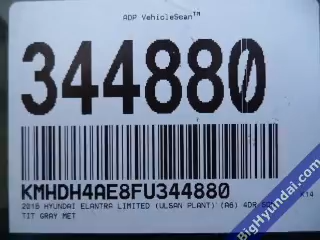 ADP VehicleScan™
344880
KMHDH4AE8FU344880
2015 HYUNDAI ELANTRA LIMITED (ULSAN PLANT) (A6) 4DR
TIT GRAY MET
BigHyundai.com